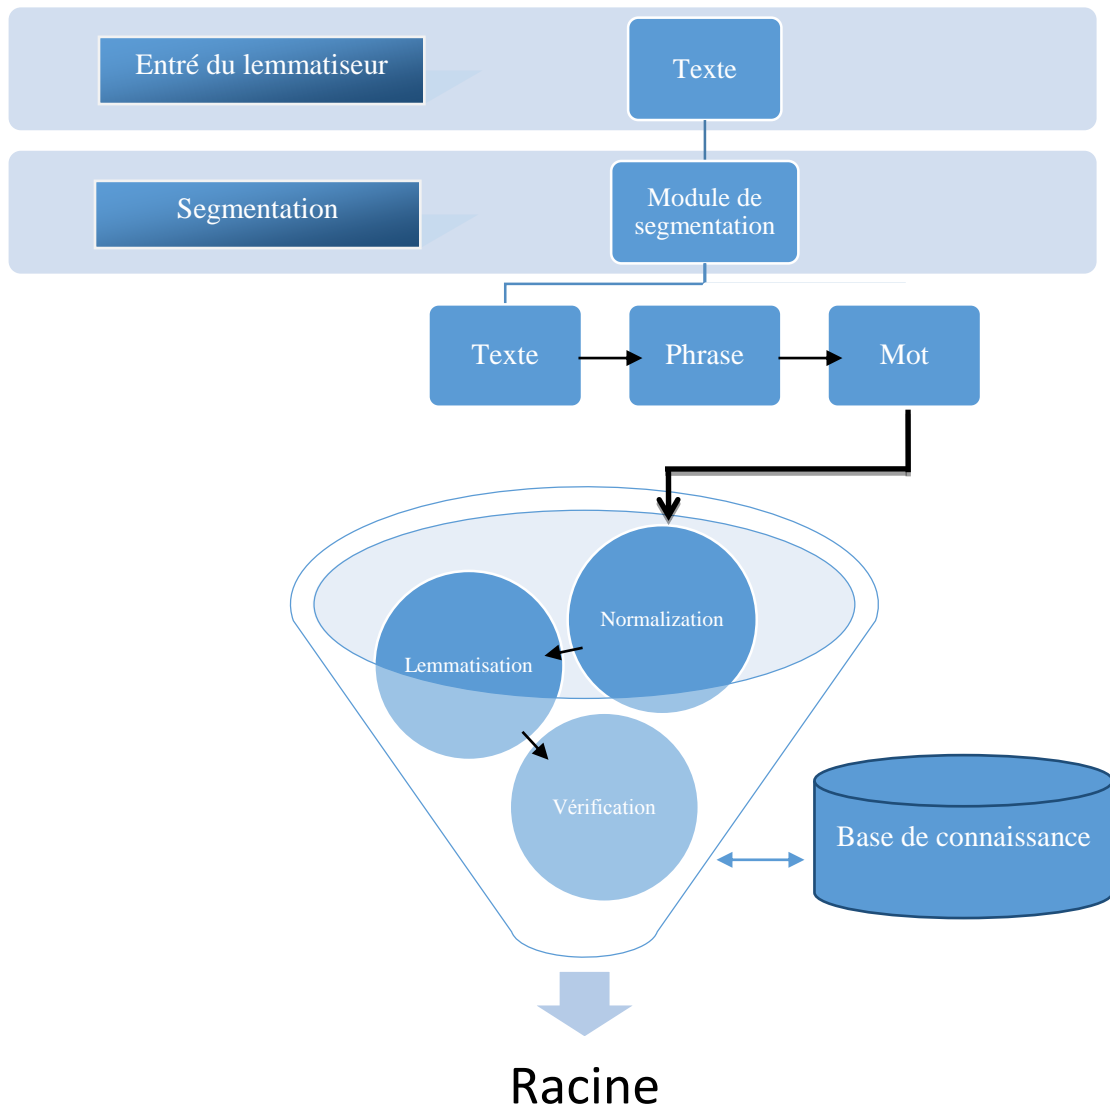 Entré du lemmatiseur
Texte
Segmentation
Module de
segmentation
Texte
Phrase
Mot
Normalization
Lemmatisation
Vérification
Base de connaissance
Racine